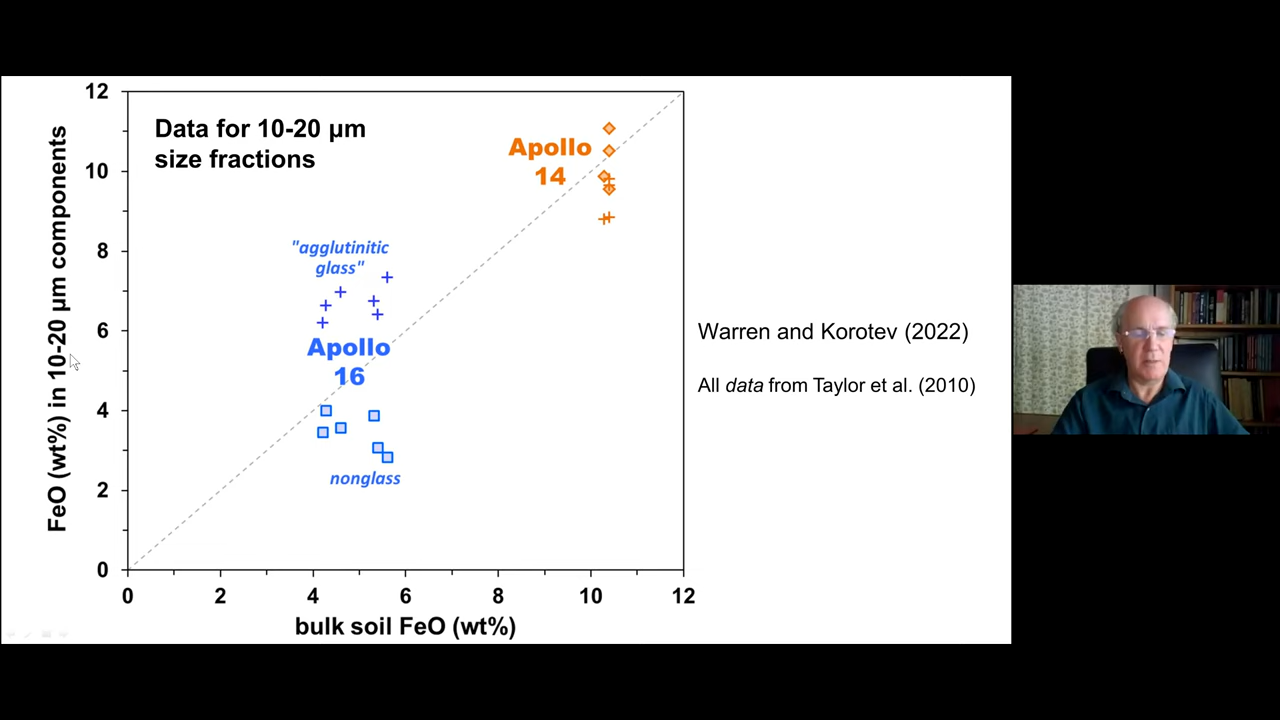 Data for 10-20 µm
size fractions
Apollo
14
"agglutinitic
glass"
Apollo
16
nonglass
FeO (wt%) in 10-20 µm components
12
10
8
6
4
2
0
0 2 4 6 8 10 12
bulk soil FeO (wt%)
Warren and Korotev (2022)
All data from Taylor et al. (2010)